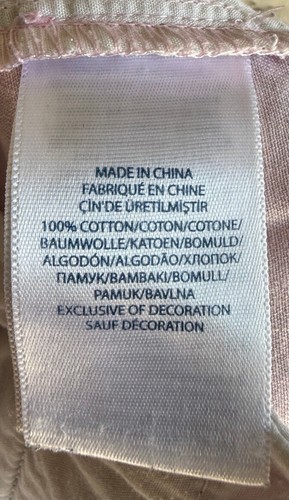 MADE IN CHINA
FABRIQUÉ EN CHINE
ÇİN'DE ÜRETİLMİŞTİR
100% COTTON/COTON/COTONE/
BAUMWOLLE/KATOEN/BOMULD/
ALGODÓN/ALGODÃO/ХЛОПОК/
ПАМУК/BAMBAKI/BOMULL/
PAMUK/BAVLNA
EXCLUSIVE OF DECORATION
SAUF DÉCORATION